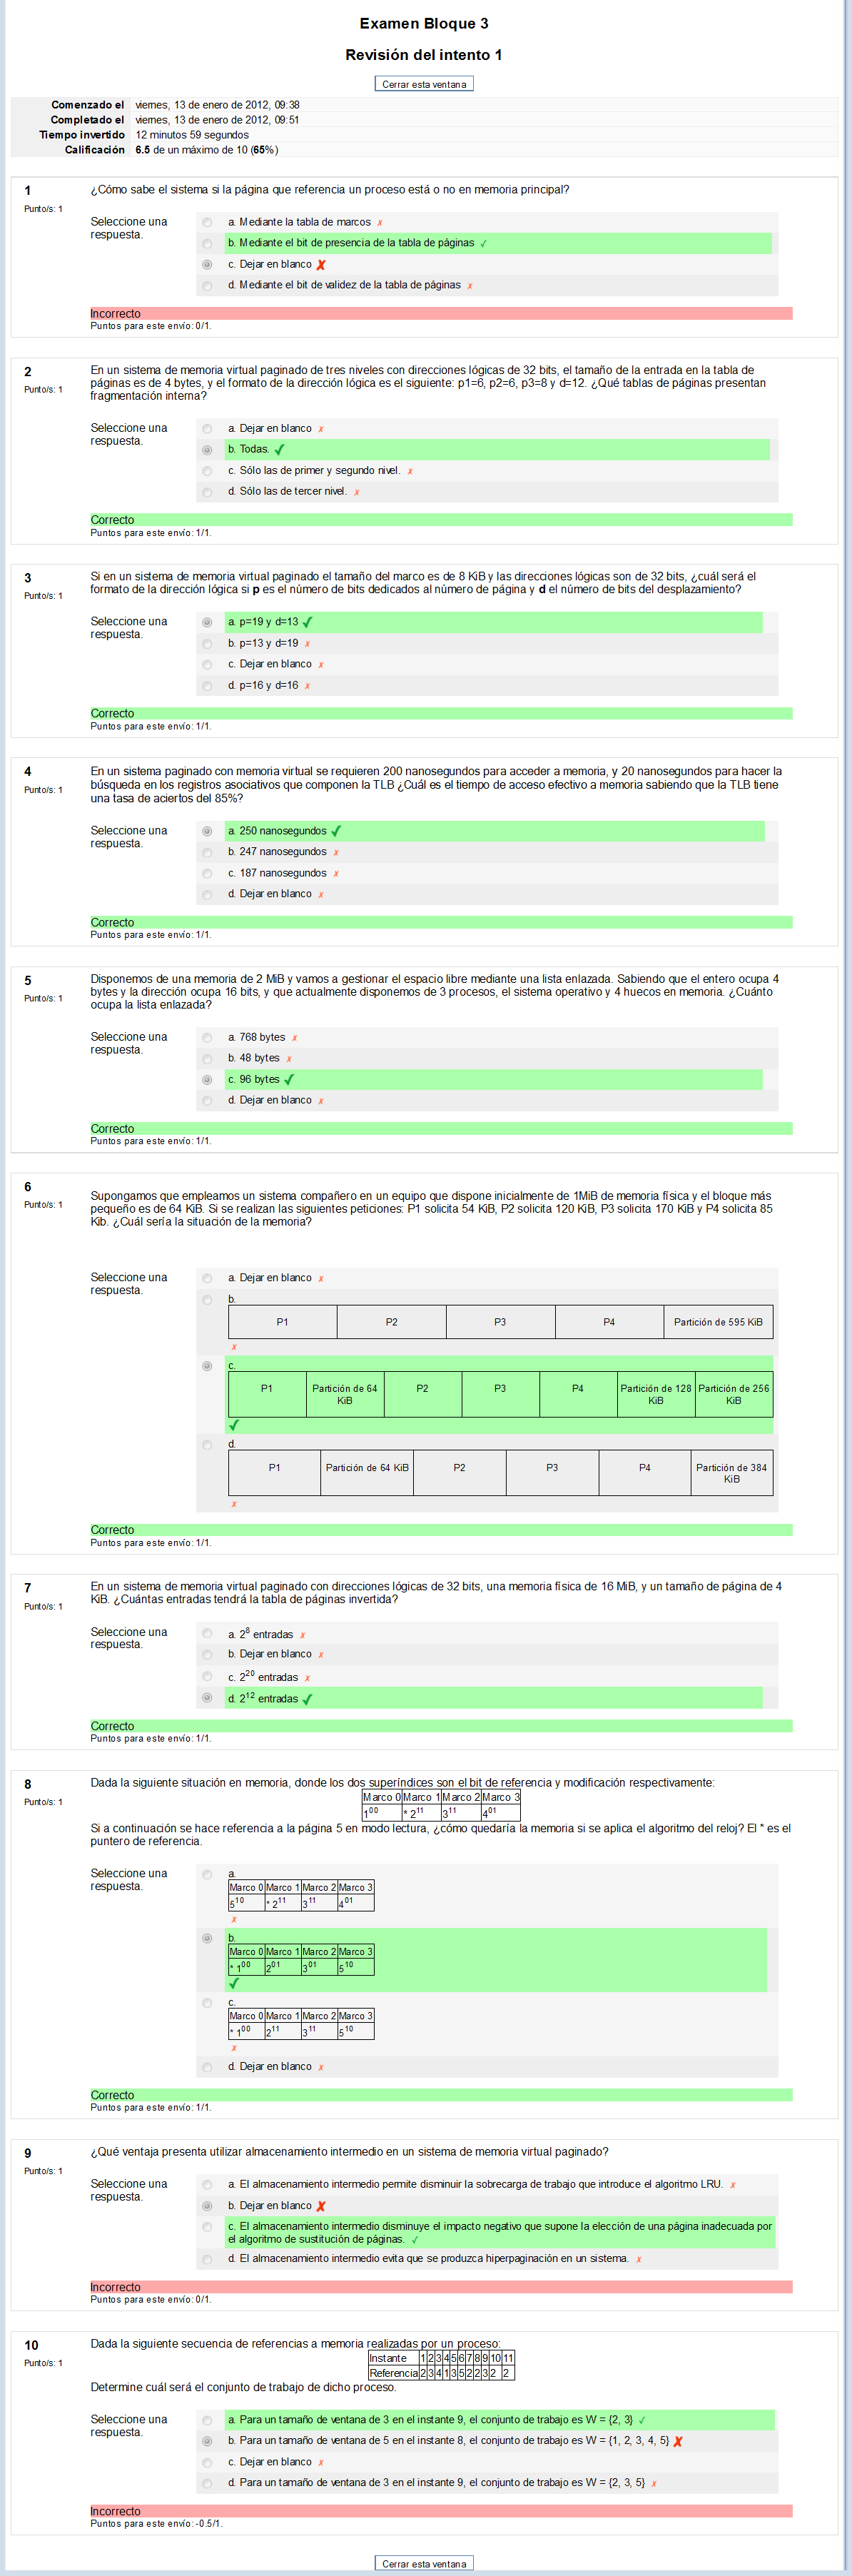 Examen Bloque 3
Revisión del intento 1
Cerrar esta ventana
Comenzado el viernes, 13 de enero de 2012, 09:38
Completado el viernes, 13 de enero de 2012, 09:51
Tiempo invertido 12 minutos 59 segundos
Calificación 6.5 de un máximo de 10 (65%)
1
Punto/s: 1
¿Cómo sabe el sistema si la página que referencia un proceso está o no en memoria principal?
Seleccione una
respuesta.
a. Mediante la tabla de marcos ✗
b. Mediante el bit de presencia de la tabla de páginas ✓
c. Dejar en blanco ✗
d. Mediante el bit de validez de la tabla de páginas ✗
Incorrecto
Puntos para este envío: 0/1.
2
Punto/s: 1
En un sistema de memoria virtual paginado de tres niveles con direcciones lógicas de 32 bits, el tamaño de la entrada en la tabla de
páginas es de 4 bytes, y el formato de la dirección lógica es el siguiente: p1=6, p2=6, p3=8 y d=12. ¿Qué tablas de páginas presentan
fragmentación interna?
Seleccione una
respuesta.
a. Dejar en blanco ✗
b. Todas. ✓
c. Sólo las de primer y segundo nivel. ✗
d. Sólo las de tercer nivel. ✗
Correcto
Puntos para este envío: 1/1.
3
Punto/s: 1
Si en un sistema de memoria virtual paginado el tamaño del marco es de 8 KiB y las direcciones lógicas son de 32 bits, ¿cuál será el
formato de la dirección lógica si p es el número de bits dedicados al número de página y d el número de bits del desplazamiento?
Seleccione una
respuesta.
a. p=19 y d=13 ✓
b. p=13 y d=19 ✗
c. Dejar en blanco ✗
d. p=16 y d=16 ✗
Correcto
Puntos para este envío: 1/1.
4
Punto/s: 1
En un sistema paginado con memoria virtual se requieren 200 nanosegundos para acceder a memoria, y 20 nanosegundos para hacer la
búsqueda en los registros asociativos que componen la TLB ¿Cuál es el tiempo de acceso efectivo a memoria sabiendo que la TLB tiene
una tasa de aciertos del 85%?
Seleccione una
respuesta.
a. 250 nanosegundos ✓
b. 247 nanosegundos ✗
c. 187 nanosegundos ✗
d. Dejar en blanco ✗
Correcto
Puntos para este envío: 1/1.
5
Punto/s: 1
Disponemos de una memoria de 2 MiB y vamos a gestionar el espacio libre mediante una lista enlazada. Sabiendo que el entero ocupa 4
bytes y la dirección ocupa 16 bits, y que actualmente disponemos de 3 procesos, el sistema operativo y 4 huecos en memoria. ¿Cuánto
ocupa la lista enlazada?
Seleccione una
respuesta.
a. 768 bytes ✗
b. 48 bytes ✗
c. 96 bytes ✓
d. Dejar en blanco ✗
Correcto
Puntos para este envío: 1/1.
6
Punto/s: 1
Supongamos que empleamos un sistema compañero en un equipo que dispone inicialmente de 1MiB de memoria física y el bloque más
pequeño es de 64 KiB. Si se realizan las siguientes peticiones: P1 solicita 54 KiB, P2 solicita 120 KiB, P3 solicita 170 KiB y P4 solicita 85
Kib. ¿Cuál sería la situación de la memoria?
Seleccione una
respuesta.
a. Dejar en blanco ✗
b.
P1 P2 P3 P4 Partición de 595 KiB
✗
c.
P1 Partición de 64 P2 P3 P4 Partición de 128 Partición de 256
KiB KiB KiB
✓
d.
P1 Partición de 64 KiB P2 P3 P4 Partición de 384
KiB
✗
Correcto
Puntos para este envío: 1/1.
7
Punto/s: 1
En un sistema de memoria virtual paginado con direcciones lógicas de 32 bits, una memoria física de 16 MiB, y un tamaño de página de 4
KiB. ¿Cuántas entradas tendrá la tabla de páginas invertida?
Seleccione una
respuesta.
a. 2⁸ entradas ✗
b. Dejar en blanco ✗
c. 2²⁰ entradas ✗
d. 2¹² entradas ✓
Correcto
Puntos para este envío: 1/1.
8
Punto/s: 1
Dada la siguiente situación en memoria, donde los dos superíndices son el bit de referencia y modificación respectivamente:
Marco 0 Marco 1 Marco 2 Marco 3
1⁰⁰ * 2¹¹ 3¹¹ 4⁰¹
Si a continuación se hace referencia a la página 5 en modo lectura, ¿cómo quedaría la memoria si se aplica el algoritmo del reloj? El * es el
puntero de referencia.
Seleccione una
respuesta.
a.
Marco 0 Marco 1 Marco 2 Marco 3
5¹⁰ * 2¹¹ 3¹¹ 4⁰¹
✗
b.
Marco 0 Marco 1 Marco 2 Marco 3
* 1⁰⁰ 2⁰¹ 3⁰¹ 5¹⁰
✓
c.
Marco 0 Marco 1 Marco 2 Marco 3
* 1⁰⁰ 2¹¹ 3¹¹ 5¹⁰
✗
d. Dejar en blanco ✗
Correcto
Puntos para este envío: 1/1.
9
Punto/s: 1
¿Qué ventaja presenta utilizar almacenamiento intermedio en un sistema de memoria virtual paginado?
Seleccione una
respuesta.
a. El almacenamiento intermedio permite disminuir la sobrecarga de trabajo que introduce el algoritmo LRU. ✗
b. Dejar en blanco ✗
c. El almacenamiento intermedio disminuye el impacto negativo que supone la elección de una página inadecuada por
el algoritmo de sustitución de páginas. ✓
d. El almacenamiento intermedio evita que se produzca hiperpaginación en un sistema. ✗
Incorrecto
Puntos para este envío: 0/1.
10
Punto/s: 1
Dada la siguiente secuencia de referencias a memoria realizadas por un proceso:
Instante 1 2 3 4 5 6 7 8 9 10 11
Referencia 2 3 4 1 3 5 2 2 3 2 2
Determine cuál será el conjunto de trabajo de dicho proceso.
Seleccione una
respuesta.
a. Para un tamaño de ventana de 3 en el instante 9, el conjunto de trabajo es W = {2, 3} ✓
b. Para un tamaño de ventana de 5 en el instante 8, el conjunto de trabajo es W = {1, 2, 3, 4, 5} ✗
c. Dejar en blanco ✗
d. Para un tamaño de ventana de 3 en el instante 9, el conjunto de trabajo es W = {2, 3, 5} ✗
Incorrecto
Puntos para este envío: -0.5/1.
Cerrar esta ventana